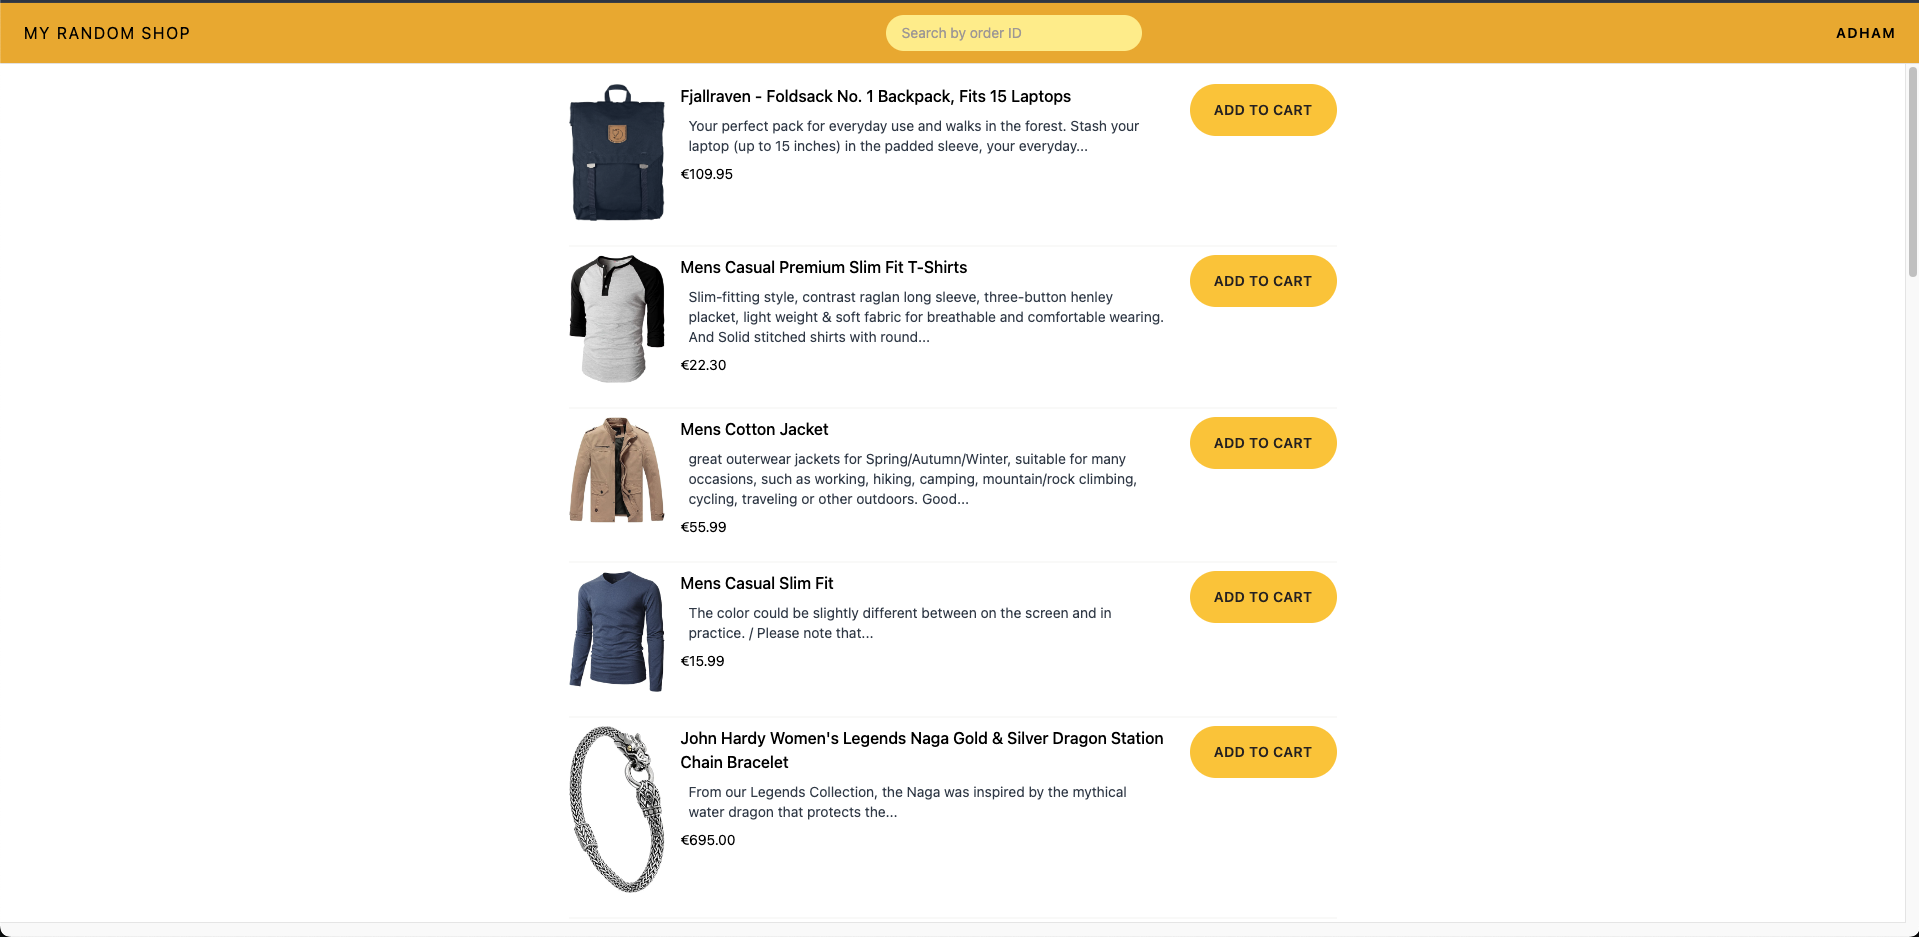 MY RANDOM SHOP
Search by order ID
ADHAM
Fjallraven - Foldsack No. 1 Backpack, Fits 15 Laptops
Your perfect pack for everyday use and walks in the forest. Stash your
laptop (up to 15 inches) in the padded sleeve, your everyday...
€109.95
ADD TO CART
Mens Casual Premium Slim Fit T-Shirts
Slim-fitting style, contrast raglan long sleeve, three-button henley
placket, light weight & soft fabric for breathable and comfortable wearing.
And Solid stitched shirts with round...
€22.30
ADD TO CART
Mens Cotton Jacket
great outerwear jackets for Spring/Autumn/Winter, suitable for many
occasions, such as working, hiking, camping, mountain/rock climbing,
cycling, traveling or other outdoors. Good...
€55.99
ADD TO CART
Mens Casual Slim Fit
The color could be slightly different between on the screen and in
practice. / Please note that...
€15.99
ADD TO CART
John Hardy Women's Legends Naga Gold & Silver Dragon Station
Chain Bracelet
From our Legends Collection, the Naga was inspired by the mythical
water dragon that protects the...
€695.00
ADD TO CART